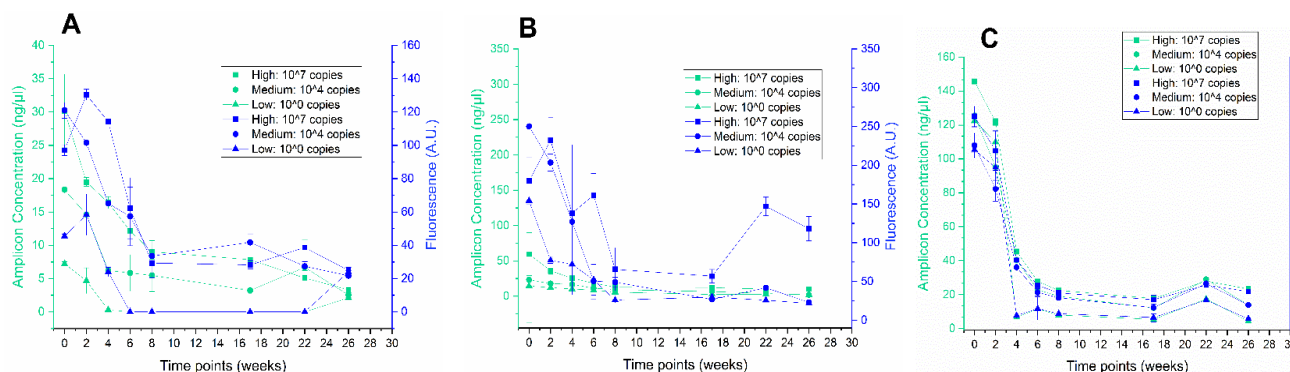 A
Amplicon Concentration (ng/µl)
40
35
30
25
20
15
10
5
0
High: 10^7 copies
Medium: 10^4 copies
Low: 10^0 copies
High: 10^7 copies
Medium: 10^4 copies
Low: 10^0 copies
160
140
120
100
80
60
40
20
0
Fluorescence (A.U.)
0 2 4 6 8 10 12 14 16 18 20 22 24 26 28 30
Time points (weeks)
B
Amplicon Concentration (ng/µl)
350
300
250
200
150
100
50
0
High: 10^7 copies
Medium: 10^4 copies
Low: 10^0 copies
High: 10^7 copies
Medium: 10^4 copies
Low: 10^0 copies
350
300
250
200
150
100
50
0
Fluorescence (A.U.)
0 2 4 6 8 10 12 14 16 18 20 22 24 26 28 30
Time points (weeks)
C
Amplicon Concentration (ng/µl)
160
140
120
100
80
60
40
20
0
High: 10^7 copies
Medium: 10^4 copies
Low: 10^0 copies
High: 10^7 copies
Medium: 10^4 copies
Low: 10^0 copies
0 2 4 6 8 10 12 14 16 18 20 22 24 26 28 30
Time points (weeks)